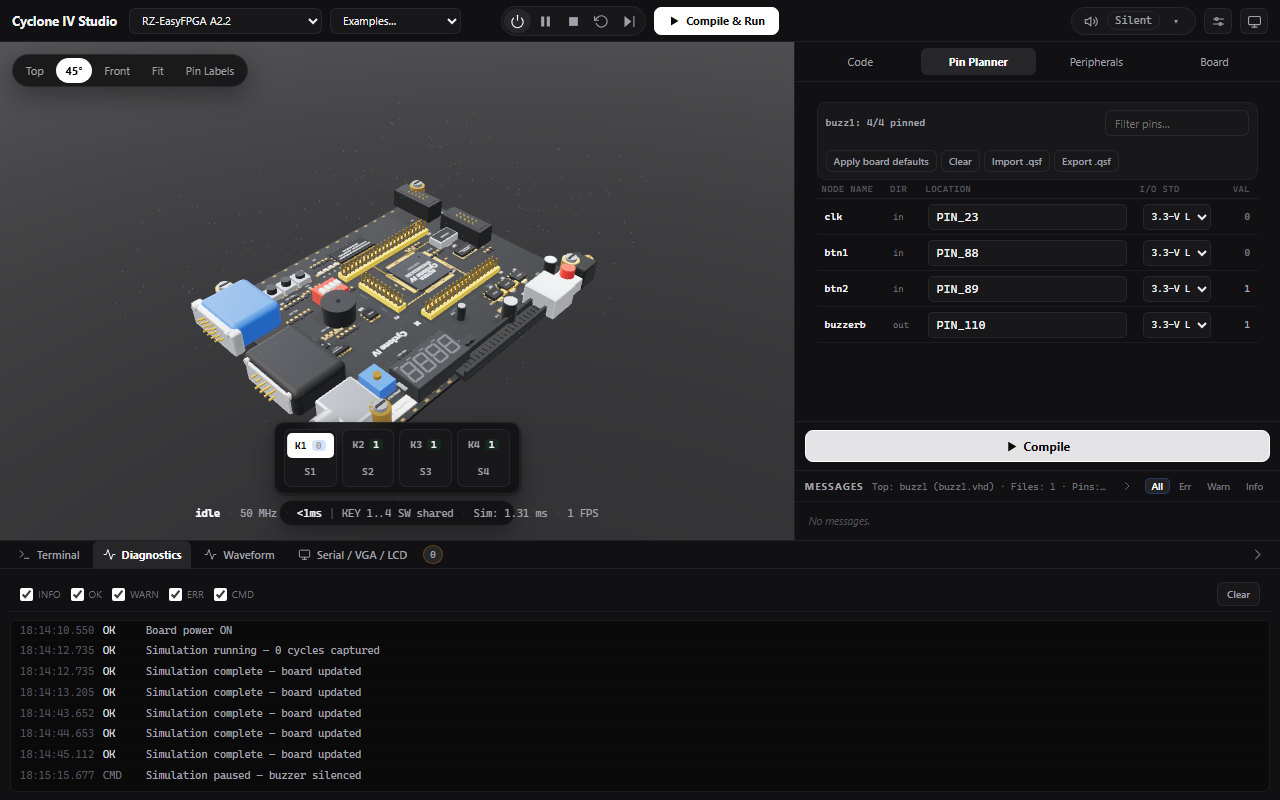 Cyclone IV Studio RZ-EasyFPGA A2.2 Examples... Compile & Run Silent
Top 45° Front Fit Pin Labels
Code Pin Planner Peripherals Board
buzz1: 4/4 pinned Filter pins...
Apply board defaults Clear Import .qsf Export .qsf
NODE NAME DIR LOCATION I/O STD VAL
clk in PIN_23 3.3-V L 0
btn1 in PIN_88 3.3-V L 0
btn2 in PIN_89 3.3-V L 1
buzzerb out PIN_110 3.3-V L 1
Cyclone IV
K1 0 K2 1 K3 1 K4 1
S1 S2 S3 S4
idle · 50 MHz · <1ms | KEY 1..4 SW shared · Sim: 1.31 ms · 1 FPS
Compile
MESSAGES Top: buzz1 (buzz1.vhd) · Files: 1 · Pins:… All Err Warn Info
No messages.
Terminal Diagnostics Waveform Serial / VGA / LCD 0
INFO OK WARN ERR CMD Clear
18:14:10.550 OK Board power ON
18:14:12.735 OK Simulation running — 0 cycles captured
18:14:12.735 OK Simulation complete — board updated
18:14:13.205 OK Simulation complete — board updated
18:14:43.652 OK Simulation complete — board updated
18:14:44.653 OK Simulation complete — board updated
18:14:45.112 OK Simulation complete — board updated
18:15:15.677 CMD Simulation paused — buzzer silenced